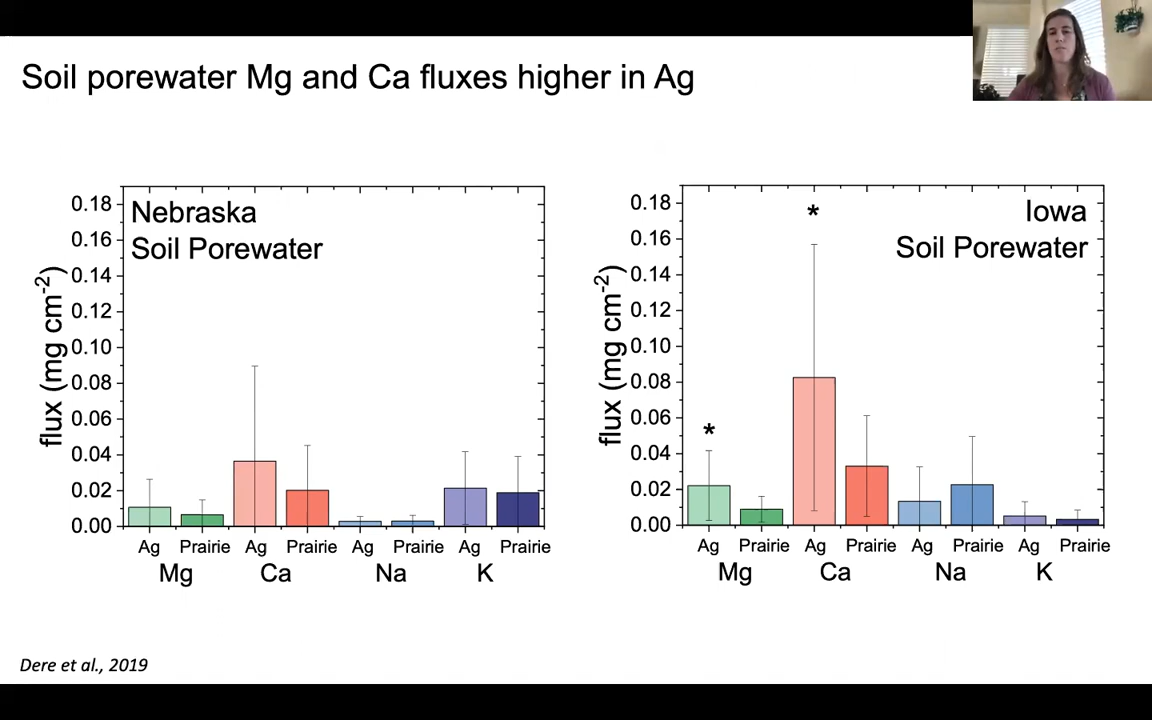 Soil porewater Mg and Ca fluxes higher in Ag
Nebraska
Soil Porewater
flux (mg cm-2)
0.18
0.16
0.14
0.12
0.10
0.08
0.06
0.04
0.02
0.00
Ag Prairie Ag Prairie Ag Prairie Ag Prairie
Mg Ca Na K
Iowa
Soil Porewater
flux (mg cm-2)
0.18
0.16
0.14
0.12
0.10
0.08
0.06
0.04
0.02
0.00
*
*
Ag Prairie Ag Prairie Ag Prairie Ag Prairie
Mg Ca Na K
Dere et al., 2019